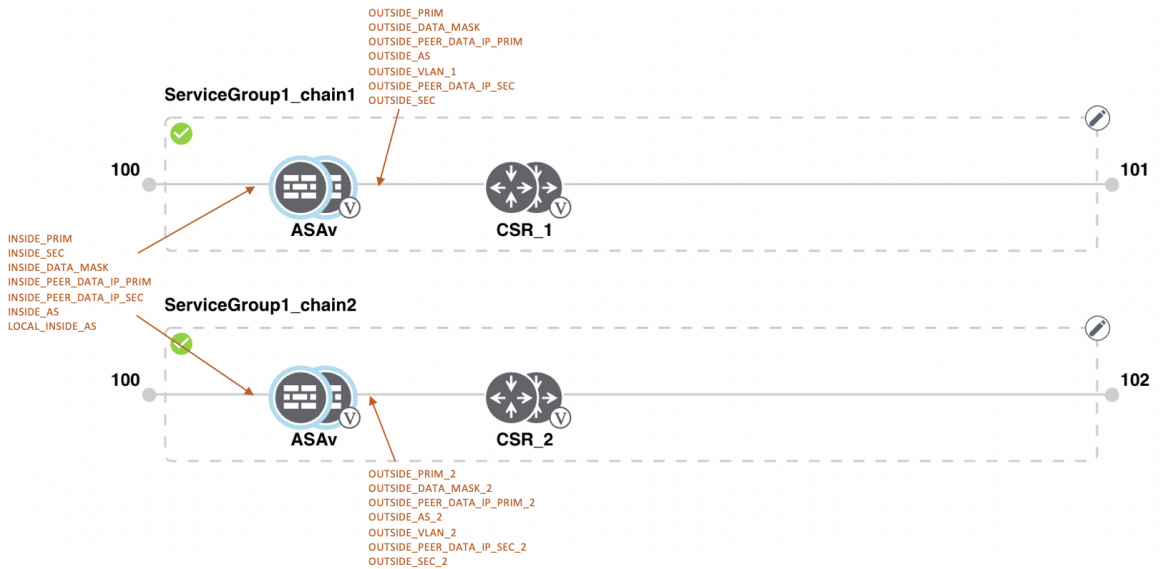 OUTSIDE_PRIM
OUTSIDE_DATA_MASK
OUTSIDE_PEER_DATA_IP_PRIM
OUTSIDE_AS
OUTSIDE_VLAN_1
OUTSIDE_PEER_DATA_IP_SEC
OUTSIDE_SEC
ServiceGroup1_chain1
100
101
V
V
ASAv
CSR_1
INSIDE_PRIM
INSIDE_SEC
INSIDE_DATA_MASK
INSIDE_PEER_DATA_IP_PRIM
INSIDE_PEER_DATA_IP_SEC
INSIDE_AS
LOCAL_INSIDE_AS
ServiceGroup1_chain2
100
102
V
V
ASAv
CSR_2
OUTSIDE_PRIM_2
OUTSIDE_DATA_MASK_2
OUTSIDE_PEER_DATA_IP_PRIM_2
OUTSIDE_AS_2
OUTSIDE_VLAN_2
OUTSIDE_PEER_DATA_IP_SEC_2
OUTSIDE_SEC_2